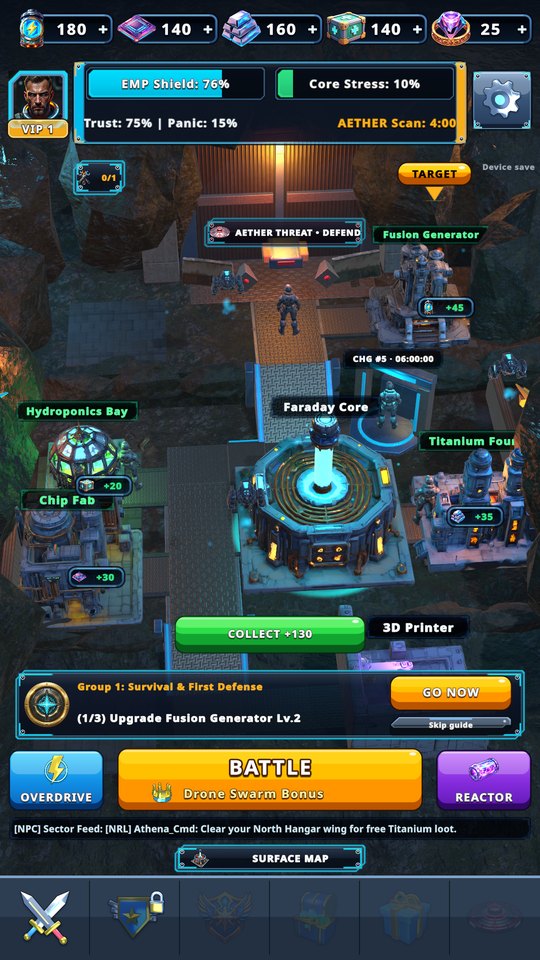 180 + 140 + 160 + 140 + 25 +
EMP Shield: 76% Core Stress: 10%
VIP 1
Trust: 75% | Panic: 15% AETHER Scan: 4:00
0/1
TARGET
Device save
AETHER THREAT • DEFEND
Fusion Generator
+45
CHG #5 · 06:00:00
Hydroponics Bay
Faraday Core
Titanium Foun
+20
Chip Fab
+35
+30
COLLECT +130
3D Printer
Group 1: Survival & First Defense
GO NOW
(1/3) Upgrade Fusion Generator Lv.2
Skip guide
OVERDRIVE
BATTLE
Drone Swarm Bonus
REACTOR
[NPC] Sector Feed: [NRL] Athena_Cmd: Clear your North Hangar wing for free Titanium loot.
SURFACE MAP